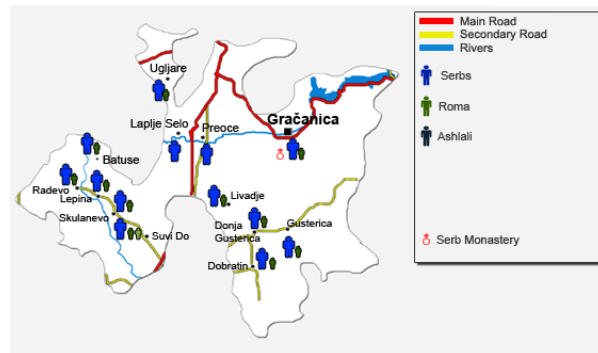 Main Road
Secondary Road
Rivers
Serbs
Roma
Ashlali
Serb Monastery
Ugljare
Laplje Selo
Preoce
Gračanica
Batuse
Radevo
Lepina
Skulanevo
Suvi Do
Livadje
Donja
Gusterica
Gusterica
Dobratin